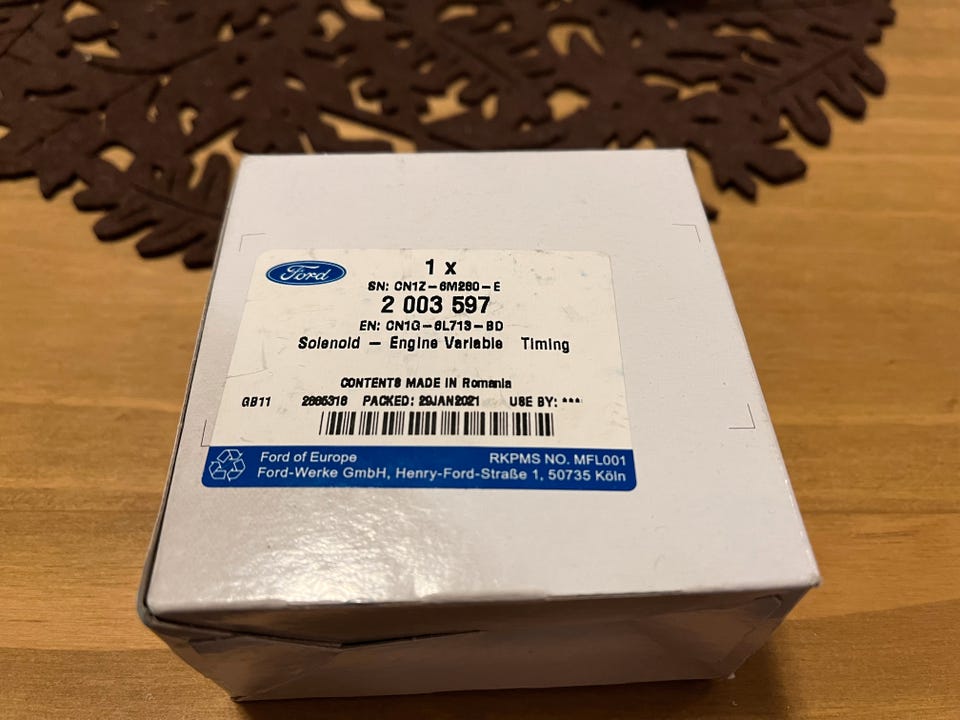 Ford
1 x
SN: CN1Z-6M280-E
2 003 597
EN: CN1G-6L713-BD
Solenoid - Engine Variable Timing
CONTENTS MADE IN Romania
GB11 2865316 PACKED: 29JAN2021 USE BY: ***
Ford of Europe RKPMS NO. MFL001
Ford-Werke GmbH, Henry-Ford-Straße 1, 50735 Köln